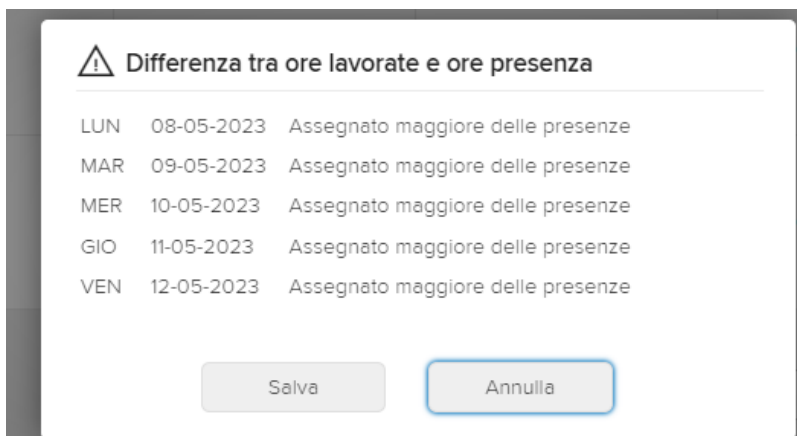 Differenza tra ore lavorate e ore presenza
LUN 08-05-2023 Assegnato maggiore delle presenze
MAR 09-05-2023 Assegnato maggiore delle presenze
MER 10-05-2023 Assegnato maggiore delle presenze
GIO 11-05-2023 Assegnato maggiore delle presenze
VEN 12-05-2023 Assegnato maggiore delle presenze
Salva Annulla